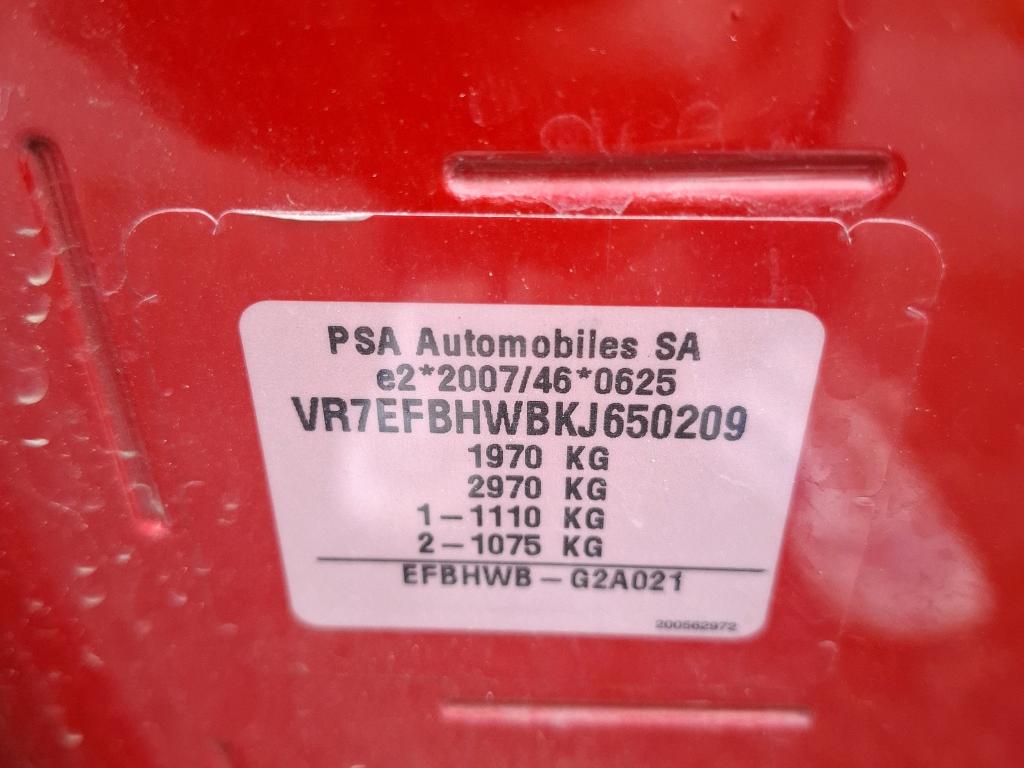 PSA Automobiles SA
e2*2007/46*0625
VR7EFBHWBKJ650209
1970 KG
2970 KG
1-1110 KG
2-1075 KG
EFBHWB-G2A021
200562972